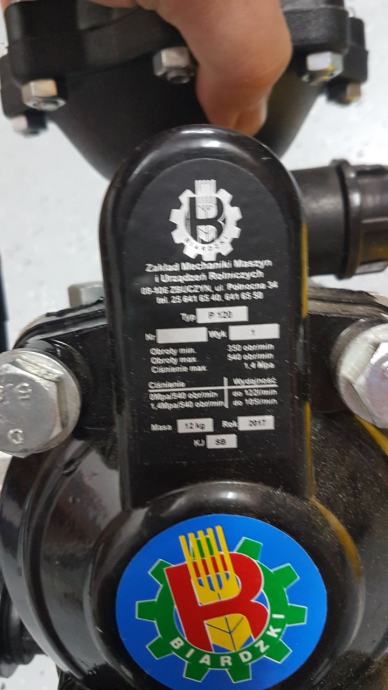 B
BIARDZKI
Zakład Mechaniki Maszyn
i Urządzeń Rolniczych
08-106 ZBUCZYN, ul. Północna 34
tel. 25 641 65 40, 641 65 50
Typ P 120
Nr Wyk 1
Obroty min. 350 obr/min
Obroty max 540 obr/min
Ciśnienie max 1,4 Mpa
Ciśnienie Wydajność
0Mpa/540 obr/min do 122l/min
1,4Mpa/540 obr/min do 105l/min
Masa 12 kg Rok 2017
KJ SB
B
BIARDZKI